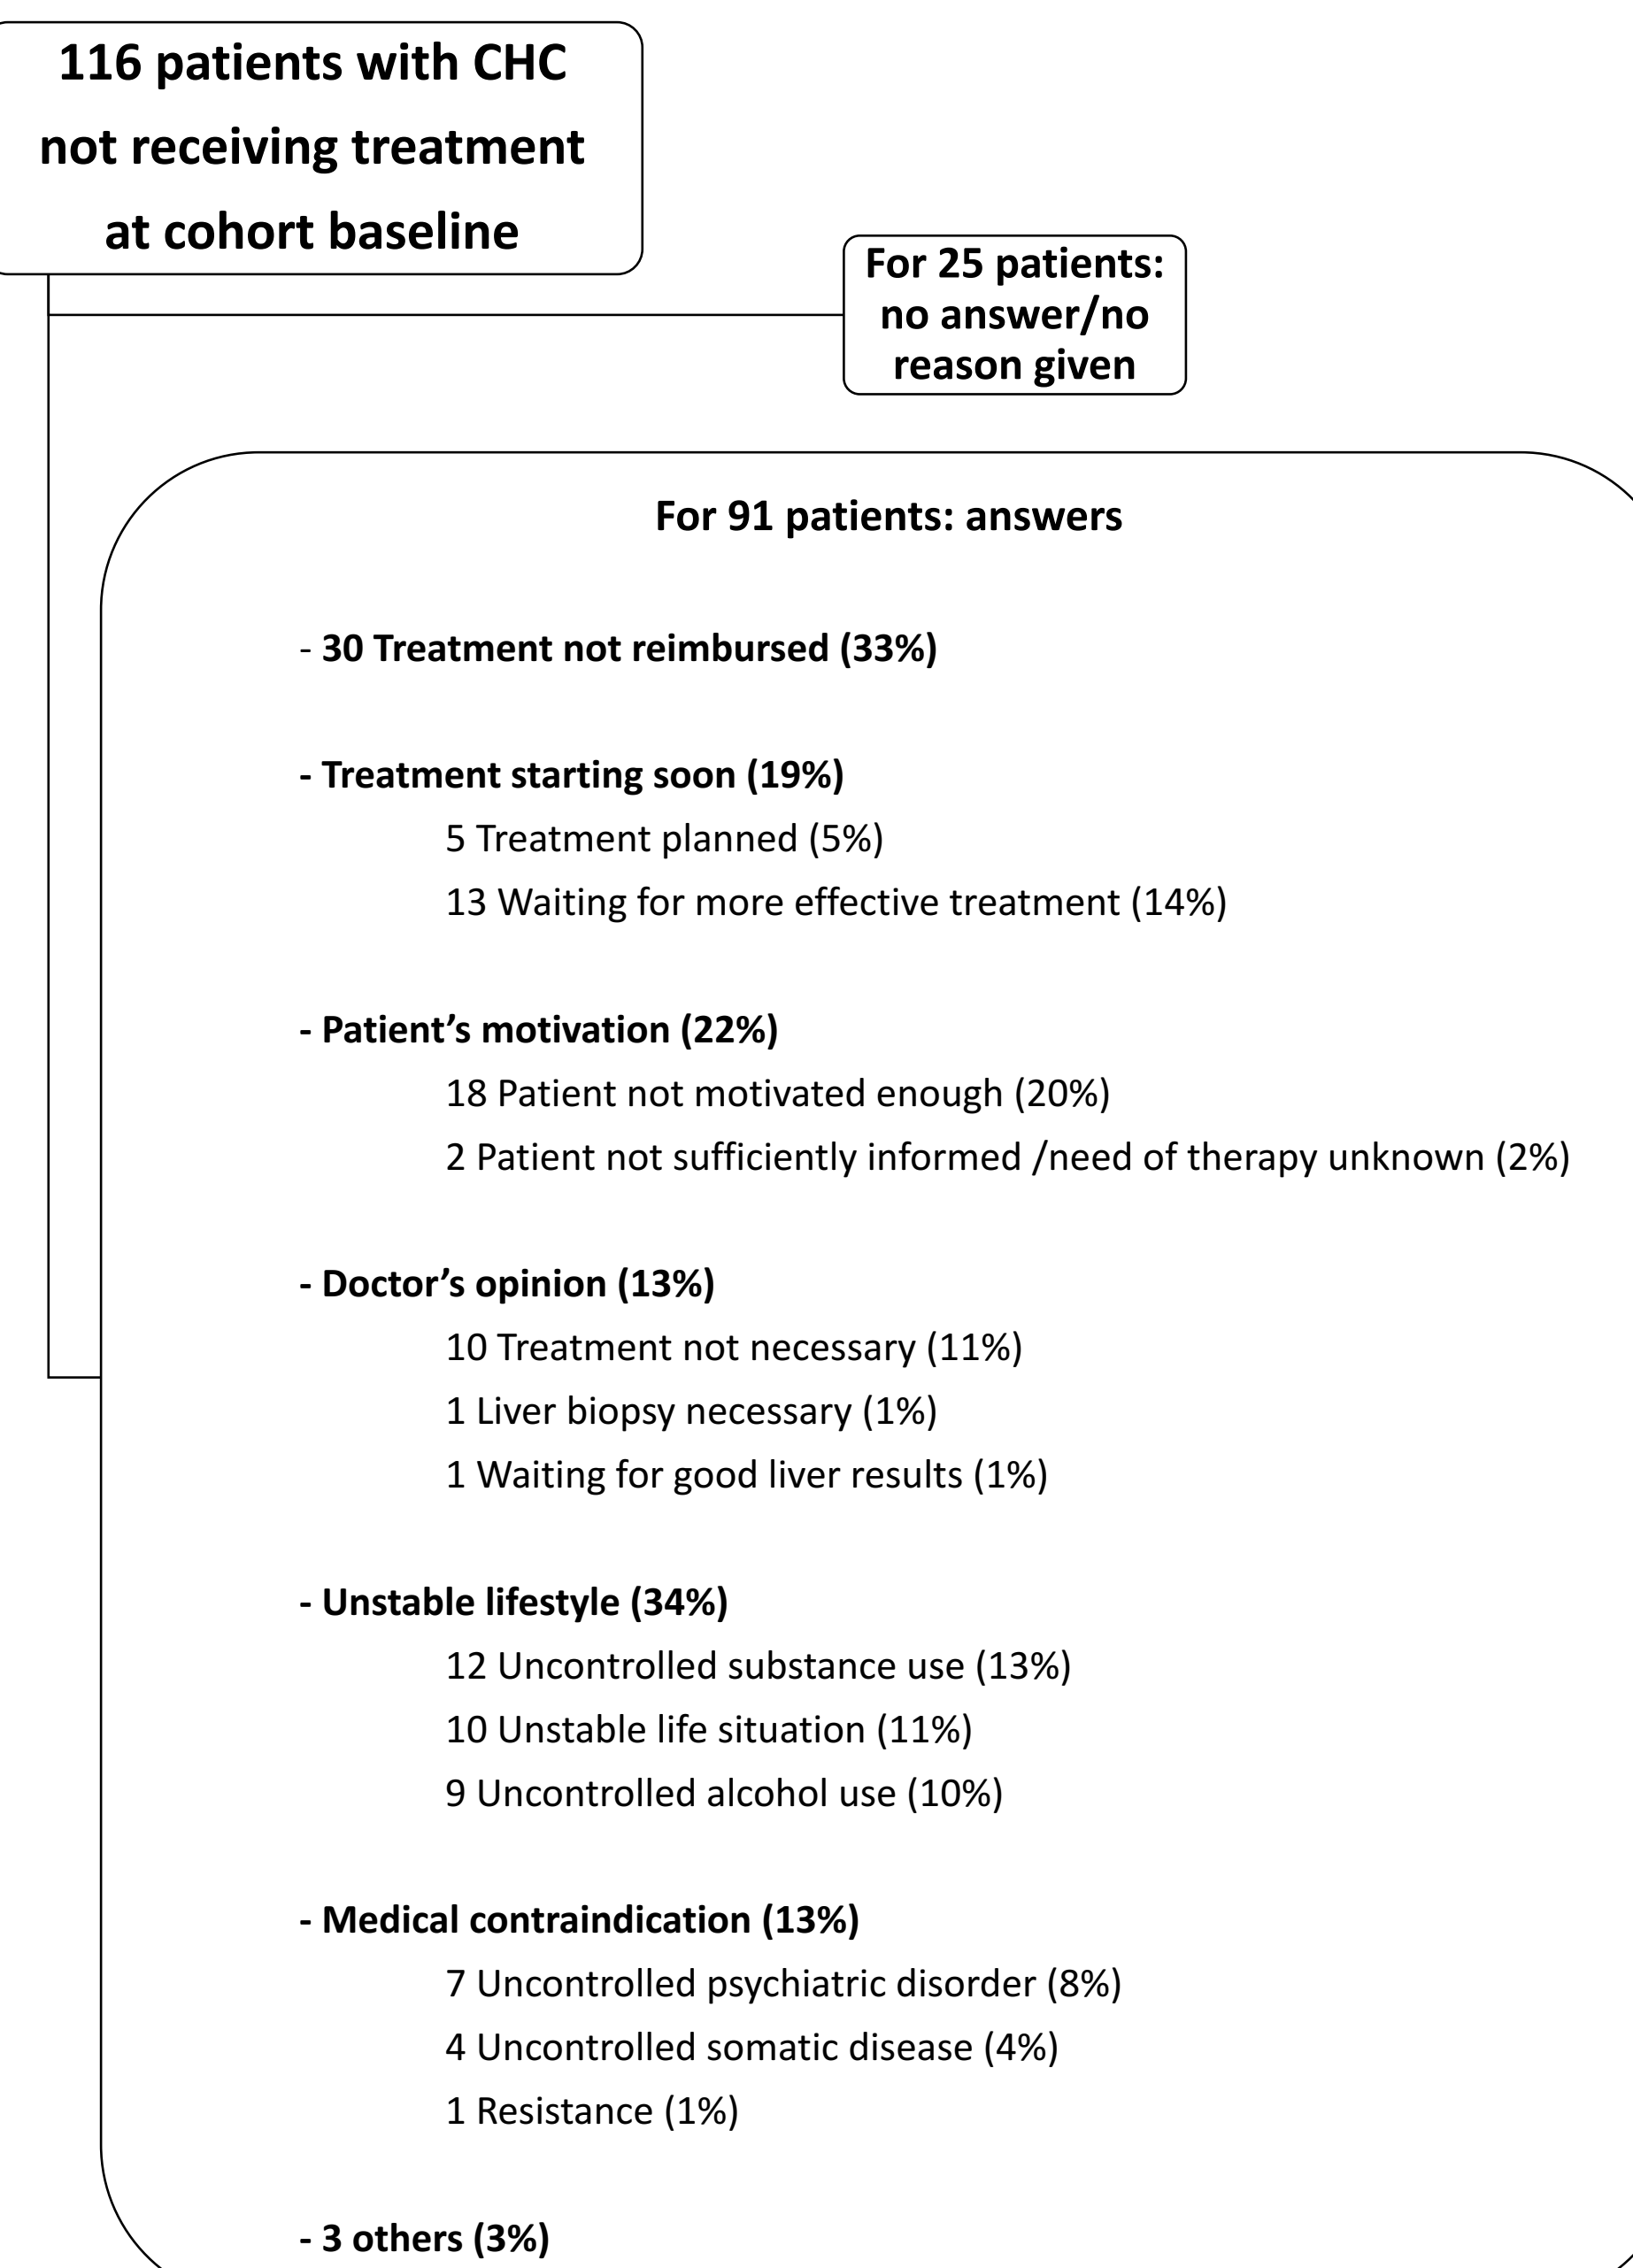 116 patients with CHC
not receiving treatment
at cohort baseline
For 25 patients:
no answer/no
reason given
For 91 patients: answers
- 30 Treatment not reimbursed (33%)
- Treatment starting soon (19%)
5 Treatment planned (5%)
13 Waiting for more effective treatment (14%)
- Patient’s motivation (22%)
18 Patient not motivated enough (20%)
2 Patient not sufficiently informed /need of therapy unknown (2%)
- Doctor’s opinion (13%)
10 Treatment not necessary (11%)
1 Liver biopsy necessary (1%)
1 Waiting for good liver results (1%)
- Unstable lifestyle (34%)
12 Uncontrolled substance use (13%)
10 Unstable life situation (11%)
9 Uncontrolled alcohol use (10%)
- Medical contraindication (13%)
7 Uncontrolled psychiatric disorder (8%)
4 Uncontrolled somatic disease (4%)
1 Resistance (1%)
- 3 others (3%)